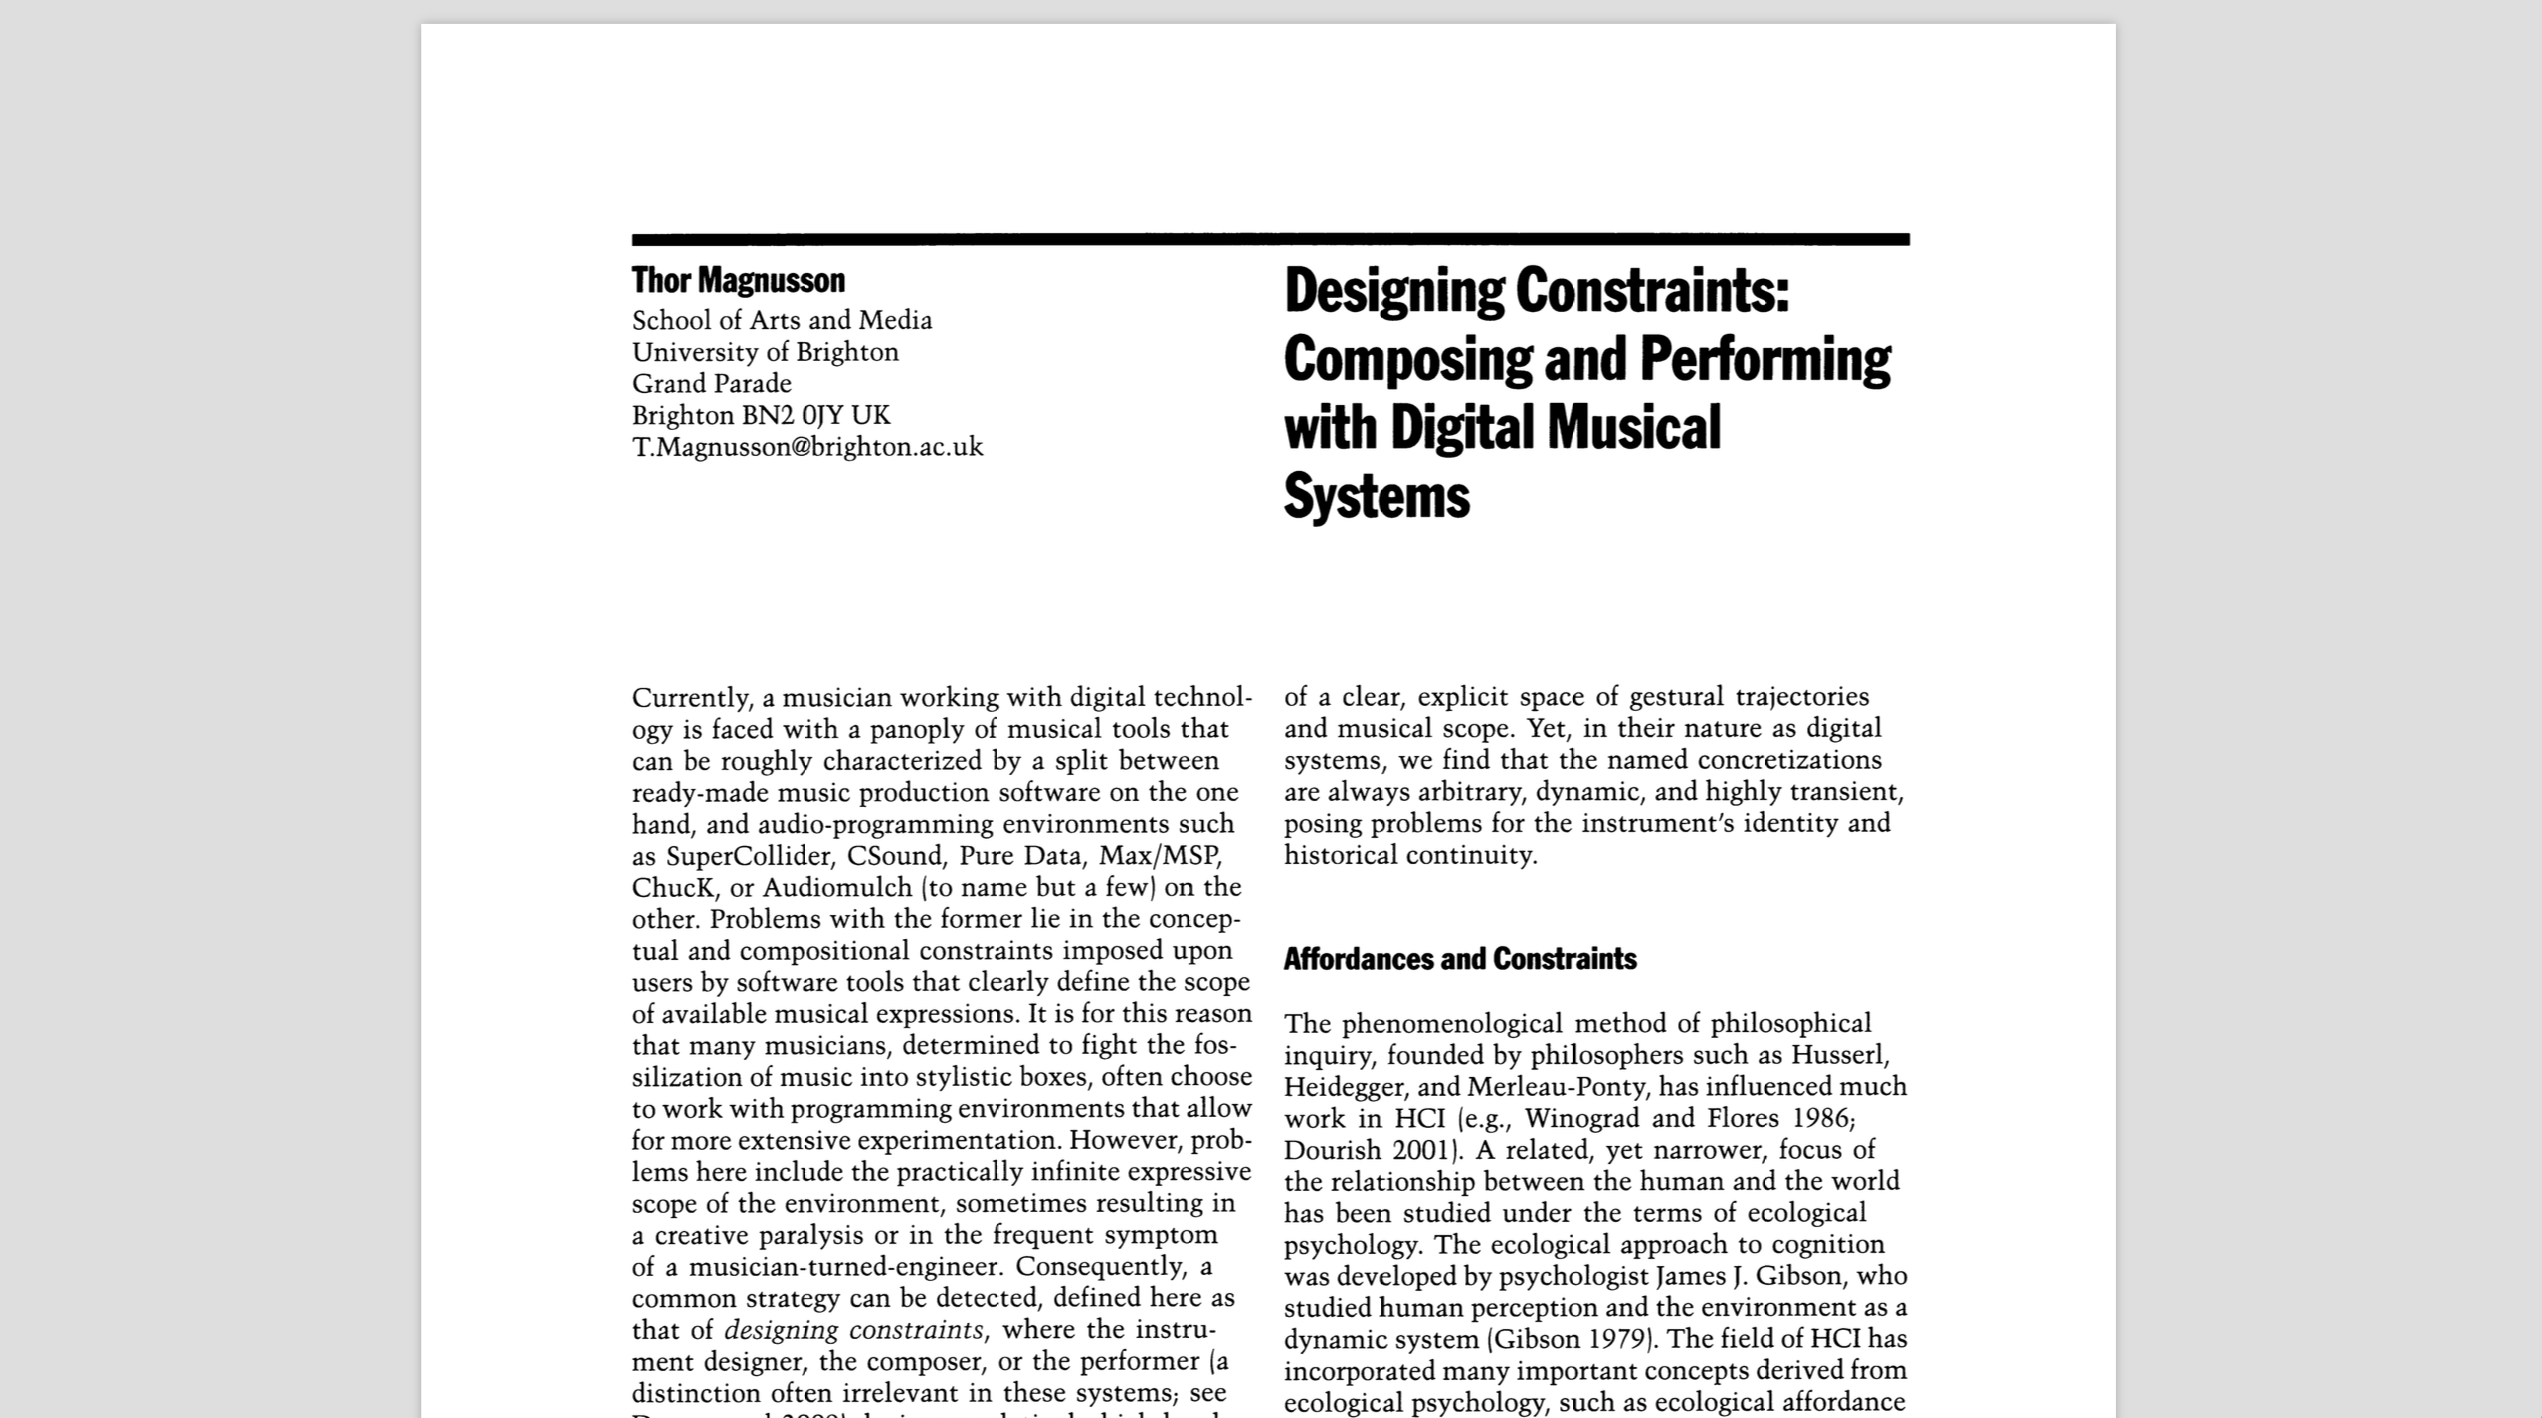 Thor Magnusson
School of Arts and Media
University of Brighton
Grand Parade
Brighton BN2 0JY UK
T.Magnusson@brighton.ac.uk
Designing Constraints:
Composing and Performing
with Digital Musical
Systems
Currently, a musician working with digital technol-
ogy is faced with a panoply of musical tools that
can be roughly characterized by a split between
ready-made music production software on the one
hand, and audio-programming environments such
as SuperCollider, CSound, Pure Data, Max/MSP,
ChucK, or Audiomulch (to name but a few) on the
other. Problems with the former lie in the concep-
tual and compositional constraints imposed upon
users by software tools that clearly define the scope
of available musical expressions. It is for this reason
that many musicians, determined to fight the fos-
silization of music into stylistic boxes, often choose
to work with programming environments that allow
for more extensive experimentation. However, prob-
lems here include the practically infinite expressive
scope of the environment, sometimes resulting in
a creative paralysis or in the frequent symptom
of a musician-turned-engineer. Consequently, a
common strategy can be detected, defined here as
that of designing constraints, where the instru-
ment designer, the composer, or the performer (a
distinction often irrelevant in these systems; see
of a clear, explicit space of gestural trajectories
and musical scope. Yet, in their nature as digital
systems, we find that the named concretizations
are always arbitrary, dynamic, and highly transient,
posing problems for the instrument's identity and
historical continuity.
Affordances and Constraints
The phenomenological method of philosophical
inquiry, founded by philosophers such as Husserl,
Heidegger, and Merleau-Ponty, has influenced much
work in HCI (e.g., Winograd and Flores 1986;
Dourish 2001). A related, yet narrower, focus of
the relationship between the human and the world
has been studied under the terms of ecological
psychology. The ecological approach to cognition
was developed by psychologist James J. Gibson, who
studied human perception and the environment as a
dynamic system (Gibson 1979). The field of HCI has
incorporated many important concepts derived from
ecological psychology, such as ecological affordance